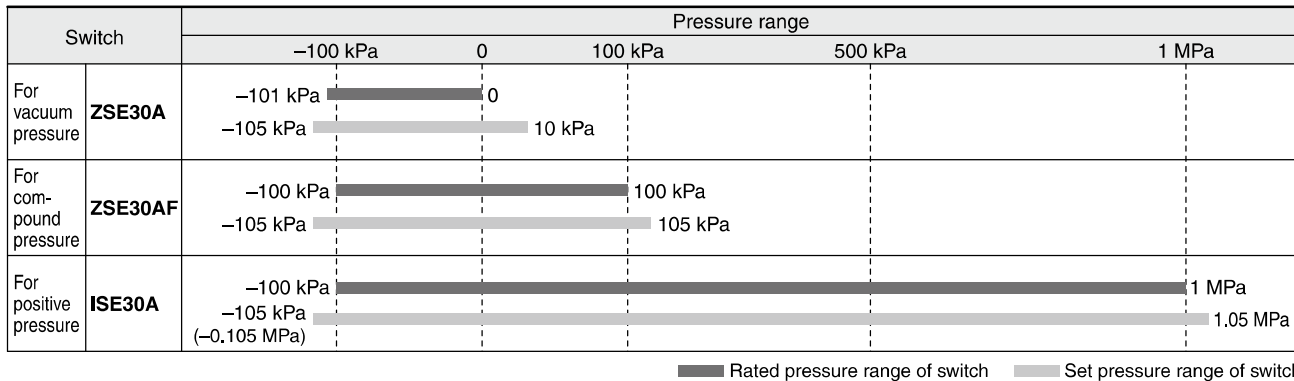 Switch
Pressure range
–100 kPa 0 100 kPa 500 kPa 1 MPa
For
vacuum
pressure
ZSE30A
–101 kPa 0
–105 kPa 10 kPa
For
com-
pound
pressure
ZSE30AF
–100 kPa 100 kPa
–105 kPa 105 kPa
For
positive
pressure
ISE30A
–100 kPa 1 MPa
–105 kPa 1.05 MPa
(–0.105 MPa)
Rated pressure range of switch Set pressure range of switch